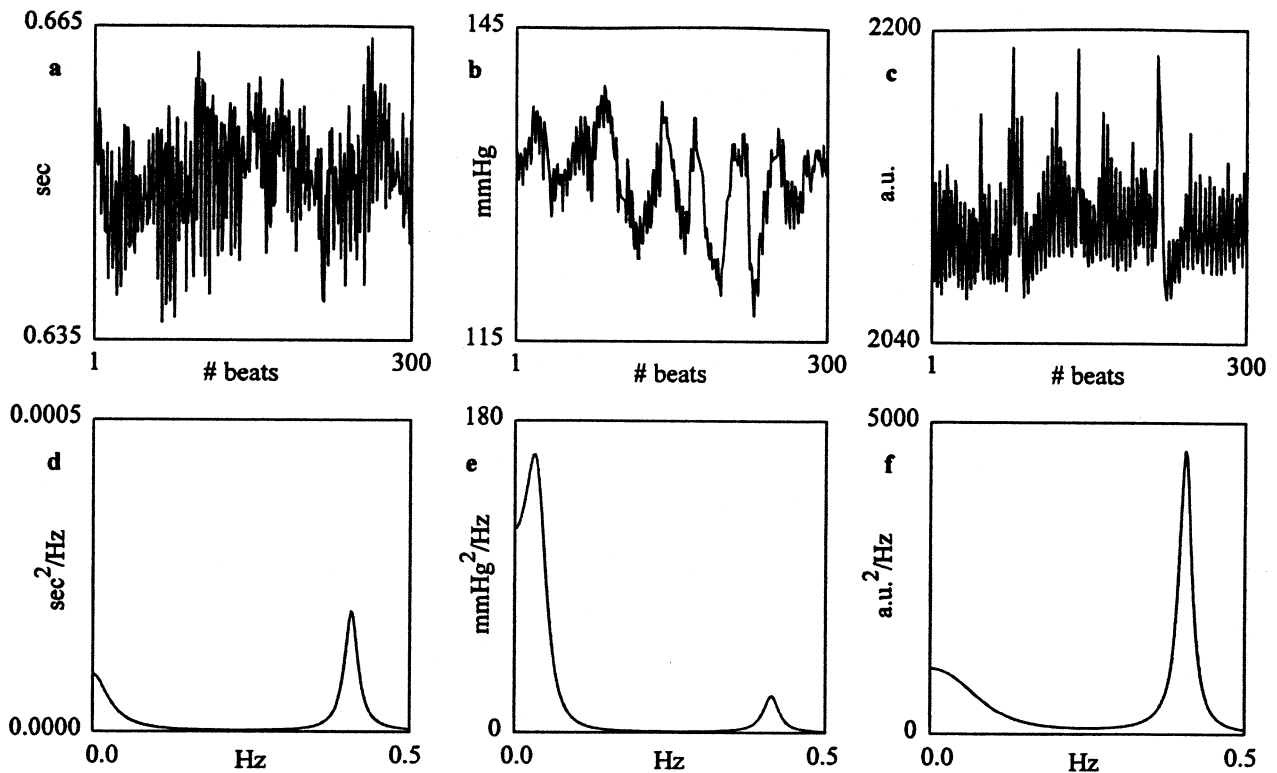 0.665
a
sec
0.635
1
# beats
300
145
b
mmHg
115
1
# beats
300
2200
c
a.u.
2040
1
# beats
300
0.0005
d
sec²/Hz
0.0000
0.0
Hz
0.5
180
e
mmHg²/Hz
0
0.0
Hz
0.5
5000
f
a.u.²/Hz
0
0.0
Hz
0.5